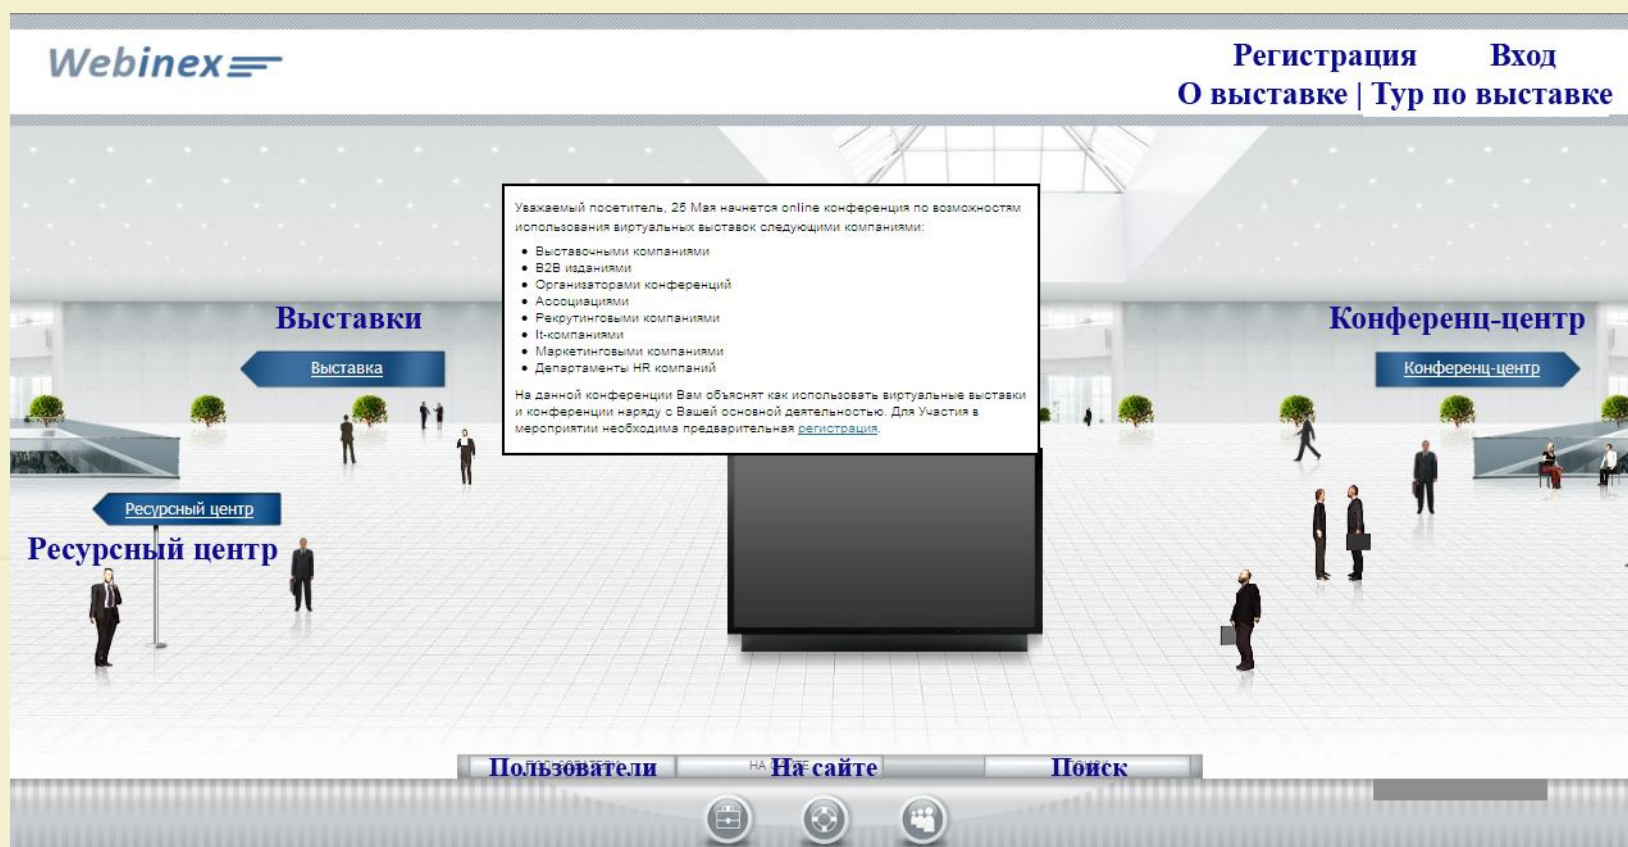 Webinex
Регистрация Вход
О выставке | Тур по выставке
Уважаемый посетитель, 25 Мая начнется online конференция по возможностям
использования виртуальных выставок следующими компаниями:
• Выставочными компаниями
• B2B изданиями
• Организаторами конференций
• Ассоциациями
• Рекрутинговыми компаниями
• It-компаниями
• Маркетинговыми компаниями
• Департаменты HR компаний
На данной конференции Вам объяснят как использовать виртуальные выставки
и конференции наряду с Вашей основной деятельностью. Для Участия в
мероприятии необходима предварительная регистрация.
Выставки
Выставка
Конференц-центр
Конференц-центр
Ресурсный центр
Ресурсный центр
Пользователи На сайте Поиск